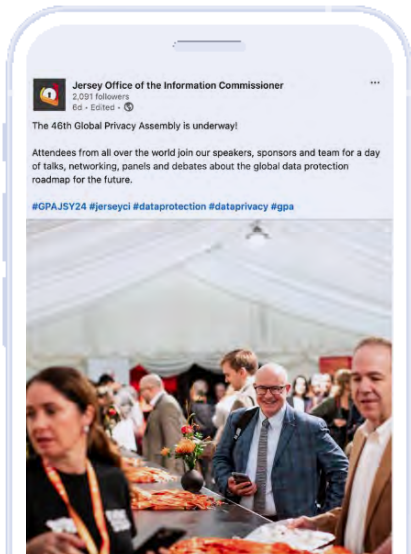 Jersey Office of the Information Commissioner
2,091 followers
6d • Edited •
The 46th Global Privacy Assembly is underway!
Attendees from all over the world join our speakers, sponsors and team for a day
of talks, networking, panels and debates about the global data protection
roadmap for the future.
#GPAJSY24 #jerseyci #dataprotection #dataprivacy #gpa